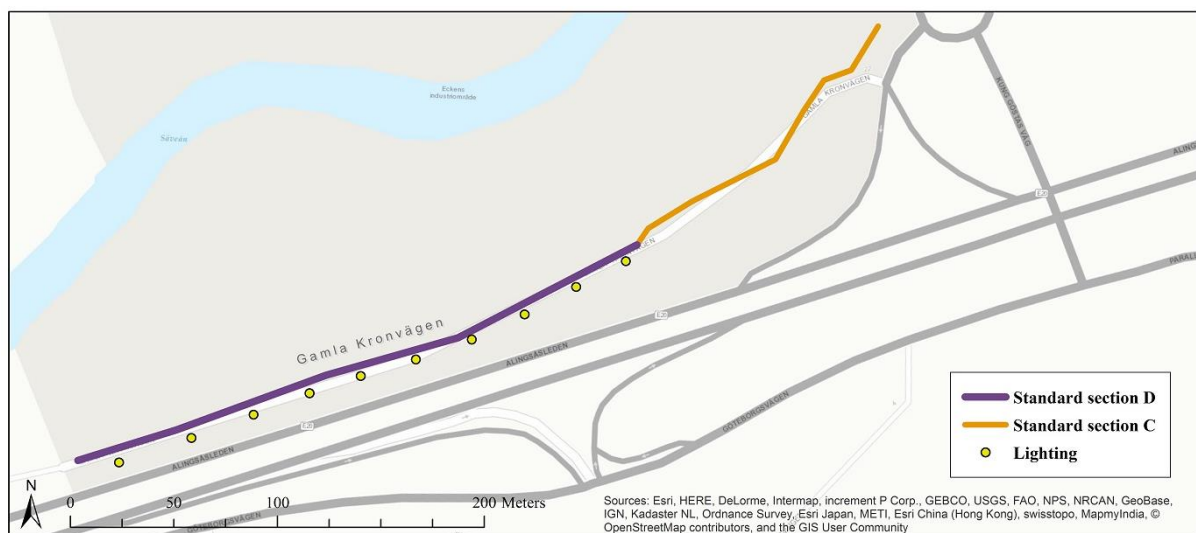 Eckens
industriområde
Säveån
GAMLA KRONVÄGEN
KUNG GÖSTAS VÄG
E20
ALINGSÅSLEDEN
E20
Gamla Kronvägen
E20
ALINGSÅSLEDEN
GÖTEBORGSVÄGEN
GÖTEBORGSVÄGEN
Standard section D
Standard section C
Lighting
N
0 50 100 200 Meters
Sources: Esri, HERE, DeLorme, Intermap, increment P Corp., GEBCO, USGS, FAO, NPS, NRCAN, GeoBase,
IGN, Kadaster NL, Ordnance Survey, Esri Japan, METI, Esri China (Hong Kong), swisstopo, MapmyIndia, ©
OpenStreetMap contributors, and the GIS User Community